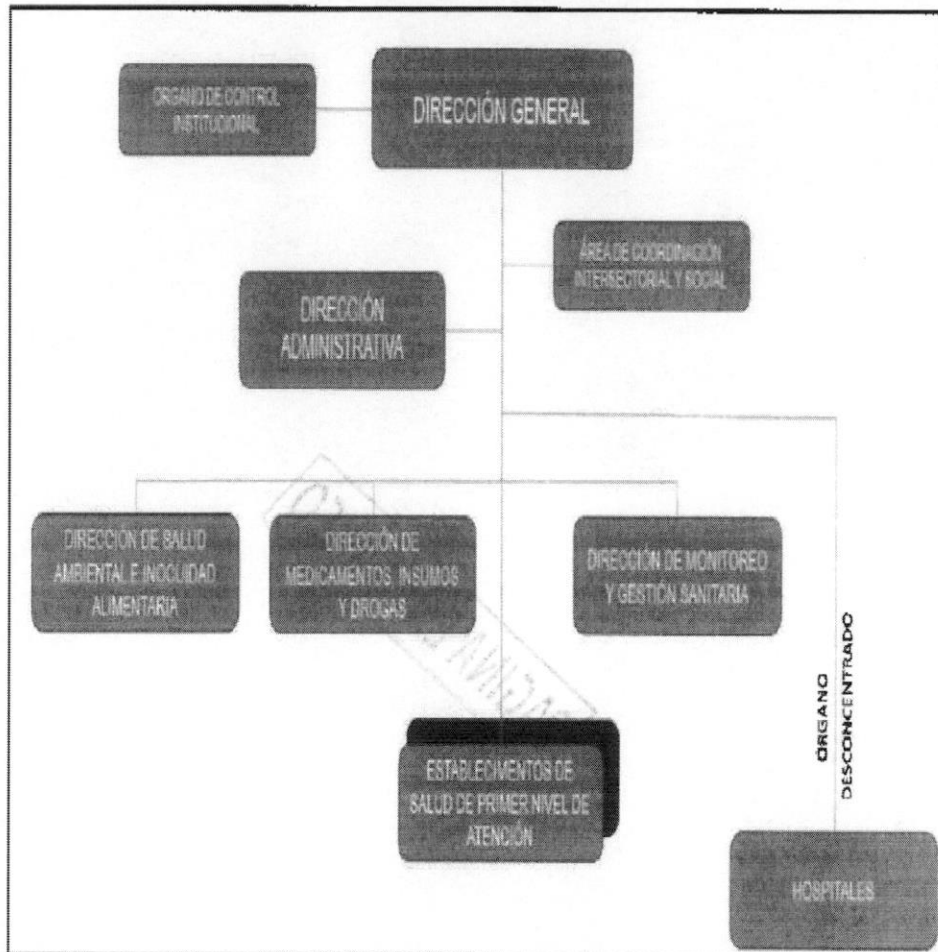 ORGANO DE CONTROL
INSTITUCIONAL
DIRECCIÓN GENERAL
ÁREA DE COORDINACIÓN
INTERSECTORIAL Y SOCIAL
DIRECCIÓN
ADMINISTRATIVA
DIRECCIÓN DE SALUD
AMBIENTAL E INOCUIDAD
ALIMENTARIA
DIRECCIÓN DE
MEDICAMENTOS, INSUMOS
Y DROGAS
DIRECCIÓN DE MONITOREO
Y GESTIÓN SANITARIA
ÓRGANO
DESCONCENTRADO
ESTABLECIMENTOS DE
SALUD DE PRIMER NIVEL DE
ATENCIÓN
HOSPITALES